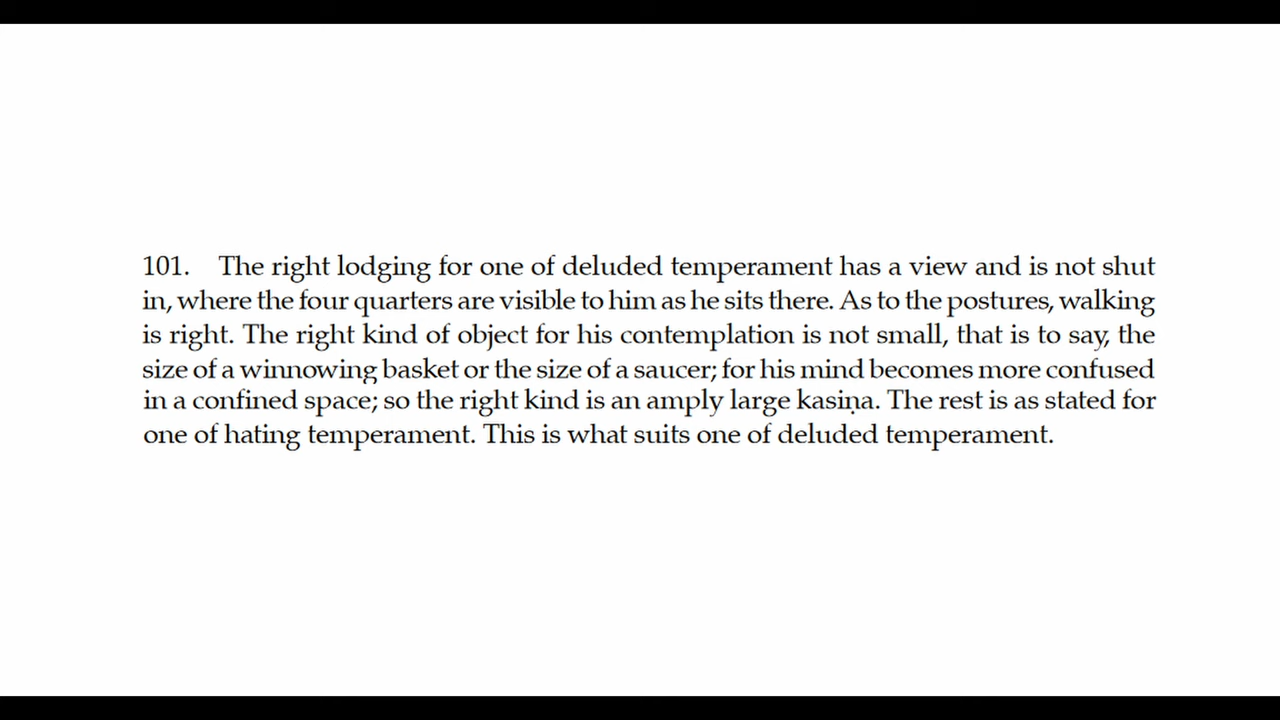 101. The right lodging for one of deluded temperament has a view and is not shut
in, where the four quarters are visible to him as he sits there. As to the postures, walking
is right. The right kind of object for his contemplation is not small, that is to say, the
size of a winnowing basket or the size of a saucer; for his mind becomes more confused
in a confined space; so the right kind is an amply large kasiṇa. The rest is as stated for
one of hating temperament. This is what suits one of deluded temperament.